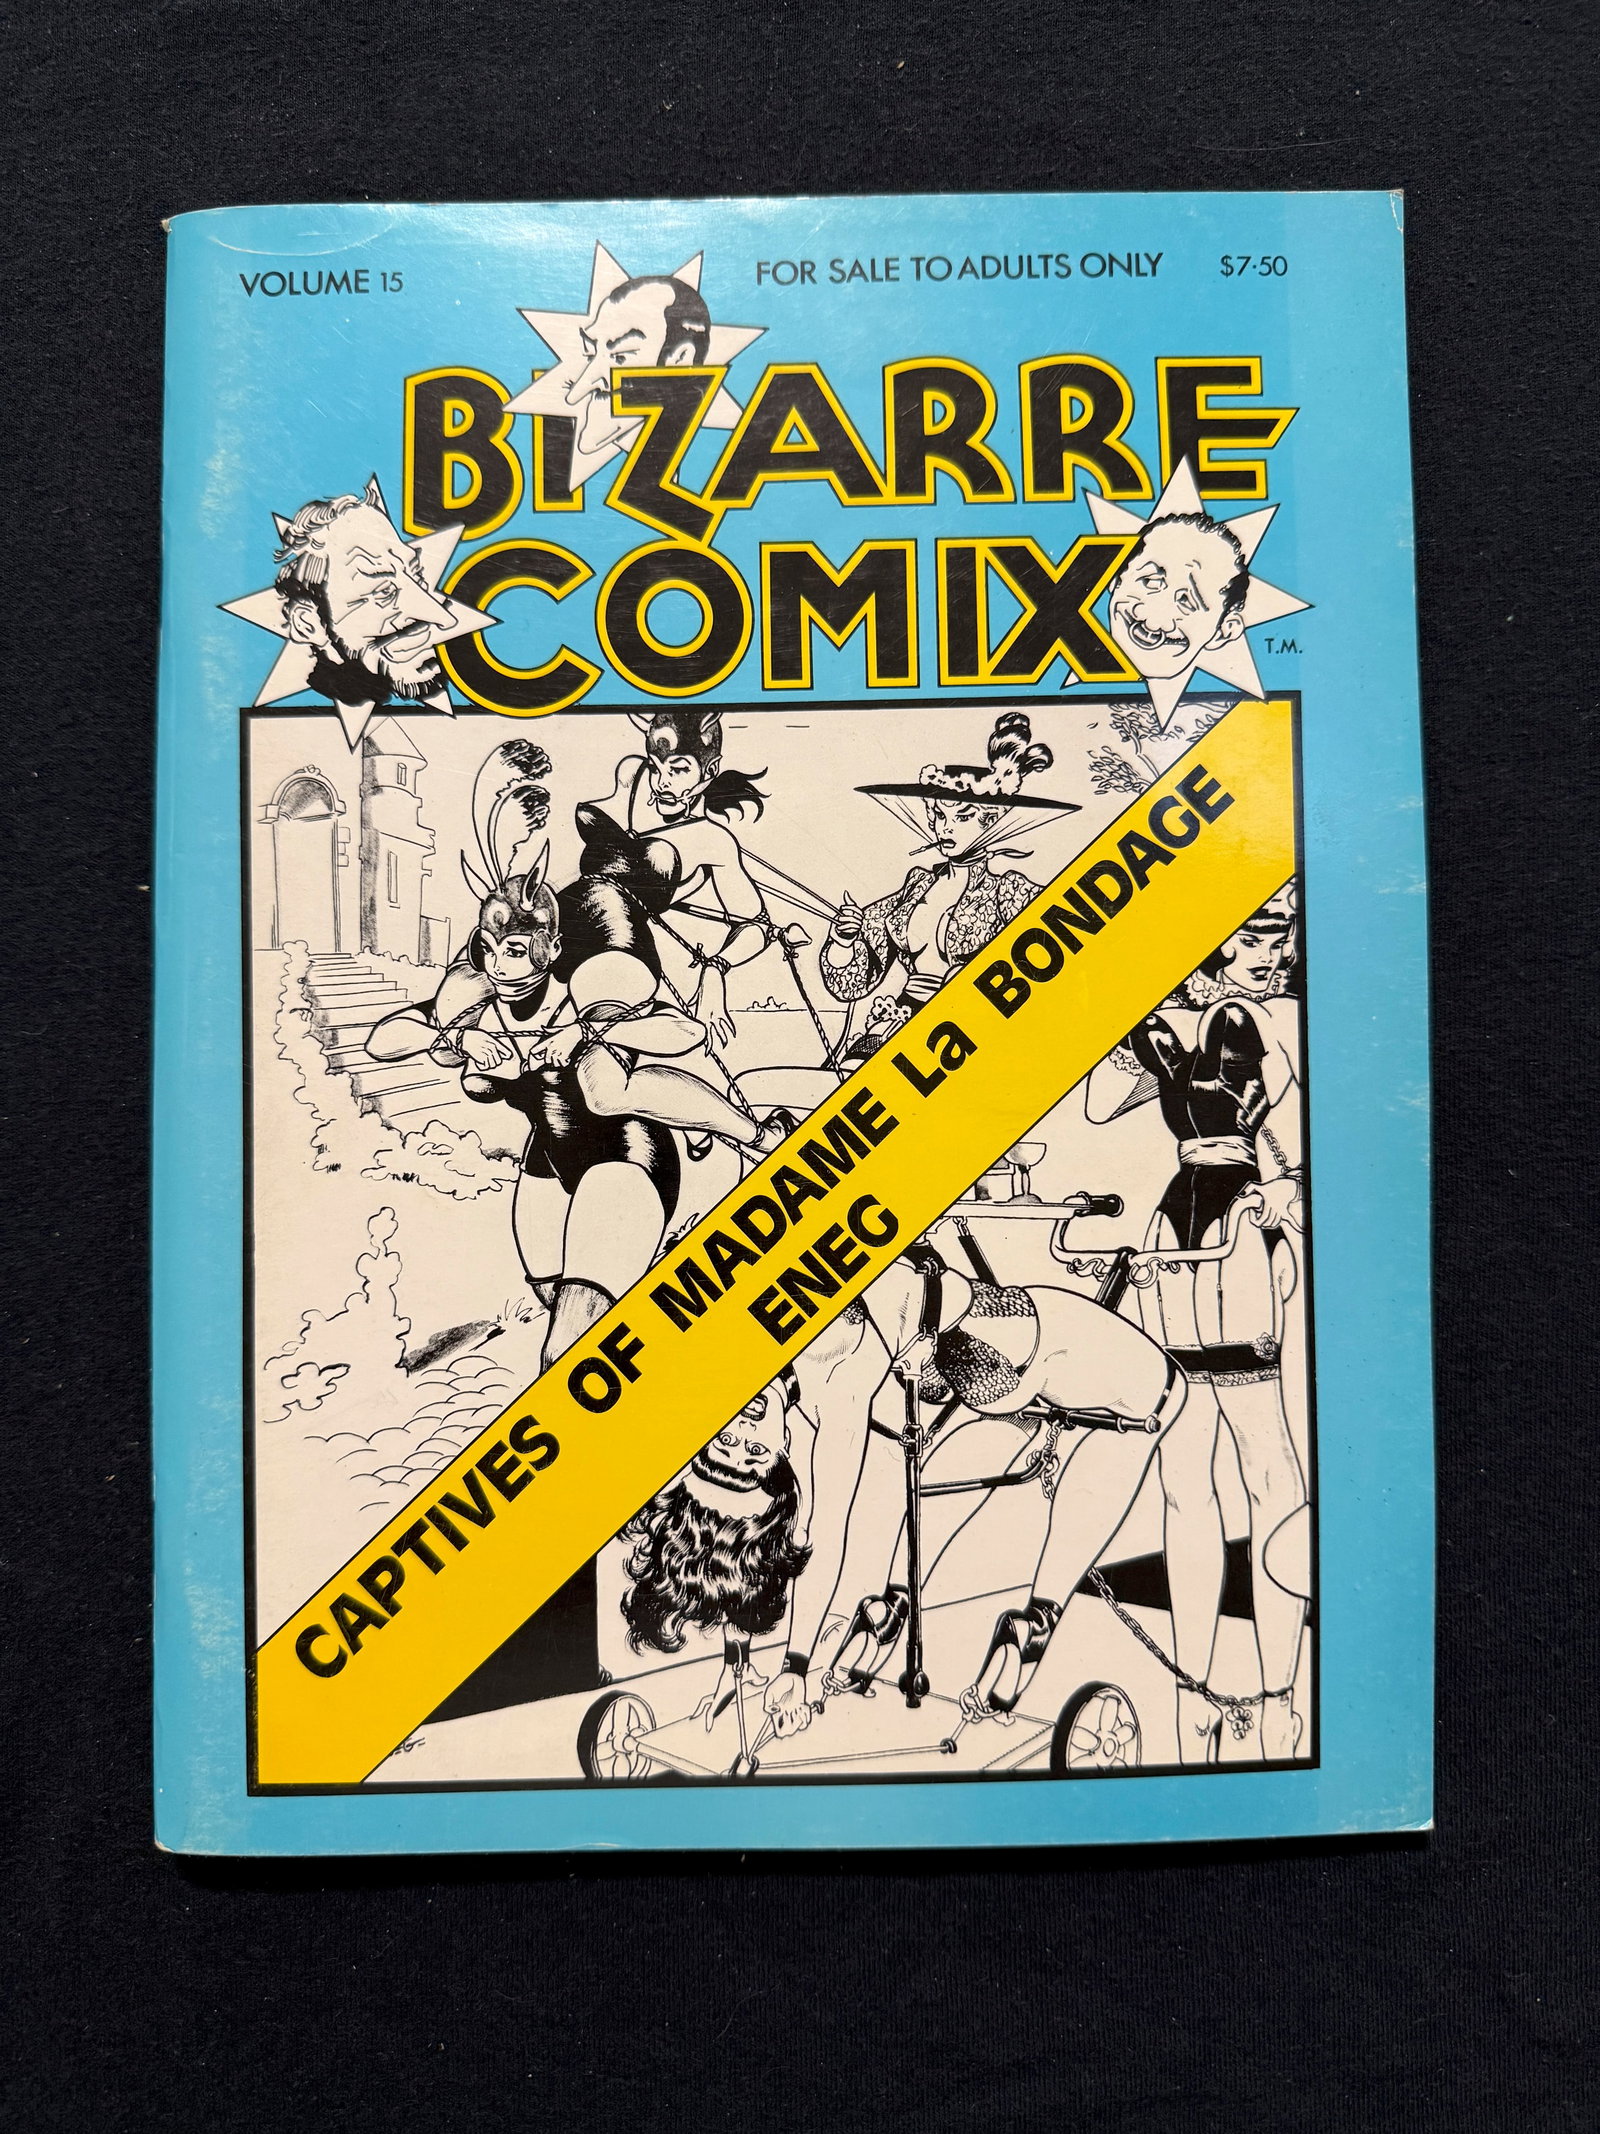 VOLUME 15
FOR SALE TO ADULTS ONLY
$7.50
BIZARRE
COMIX
T.M.
CAPTIVES OF MADAME La BONDAGE
ENEG